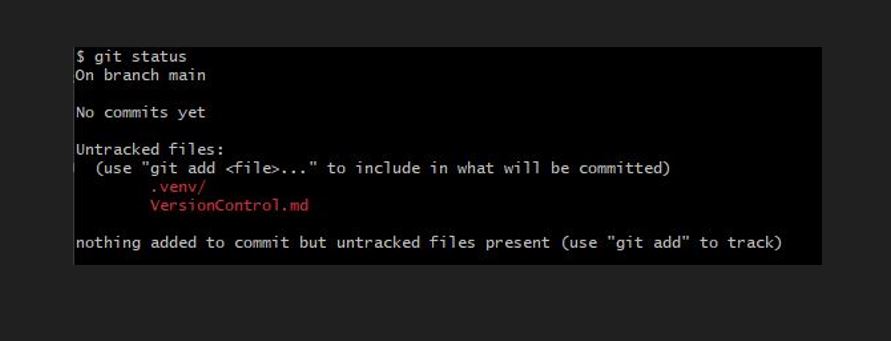 $ git status
On branch main
No commits yet
Untracked files:
(use "git add <file>..." to include in what will be committed)
.venv/
VersionControl.md
nothing added to commit but untracked files present (use "git add" to track)